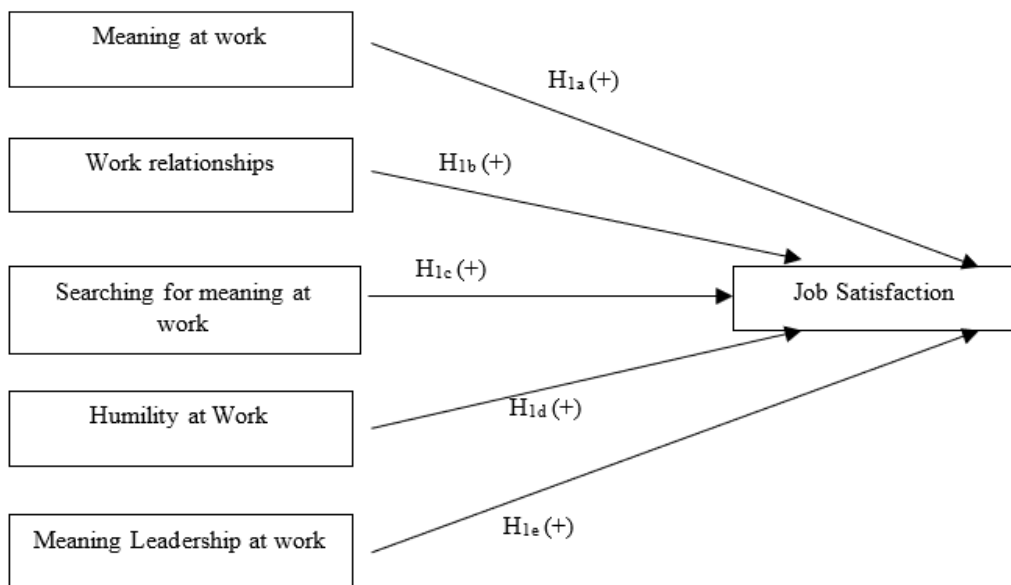 Meaning at work
H1a (+)
Work relationships
H1b (+)
Searching for meaning at
work
H1c (+)
Job Satisfaction
Humility at Work
H1d (+)
Meaning Leadership at work
H1e (+)